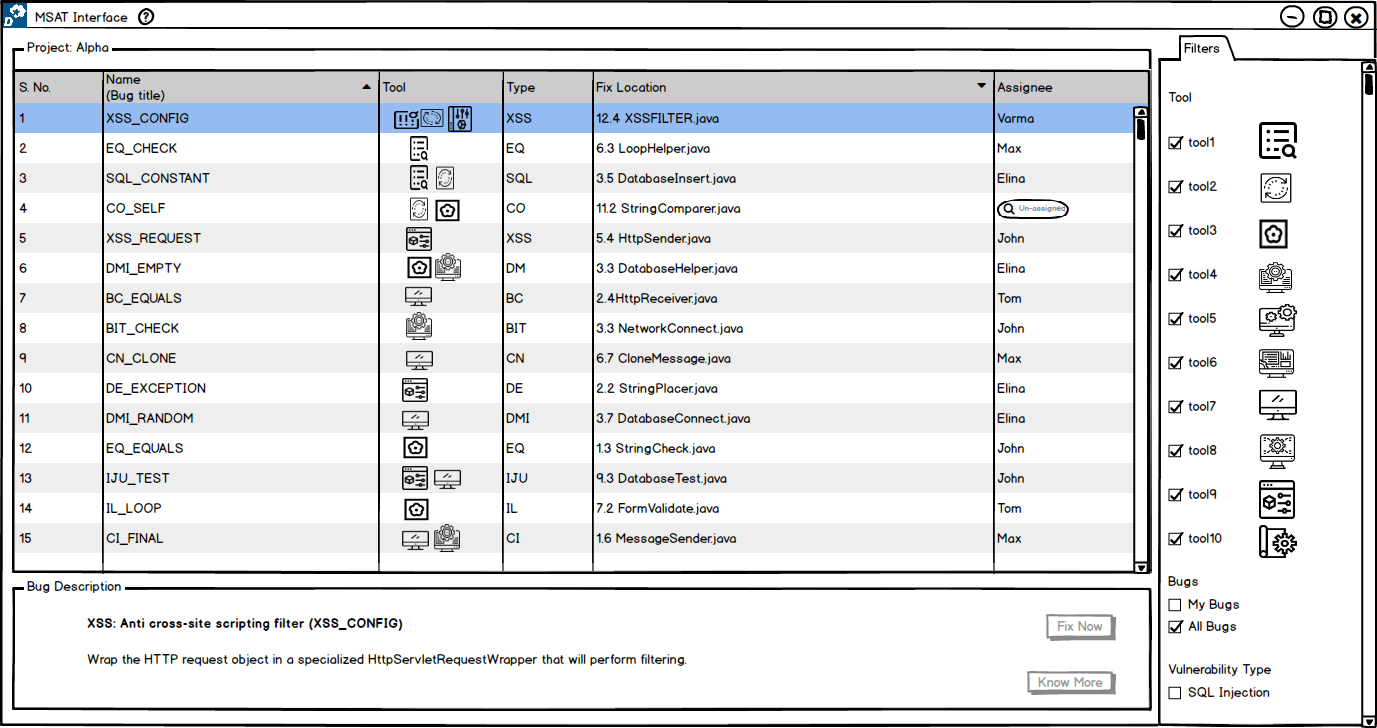 MSAT Interface ?
Project: Alpha
S. No. Name (Bug title) Tool Type Fix Location Assignee
1 XSS_CONFIG XSS 12.4 XSSFILTER.java Varma
2 EQ_CHECK EQ 6.3 LoopHelper.java Max
3 SQL_CONSTANT SQL 3.5 DatabaseInsert.java Elina
4 CO_SELF CO 11.2 StringComparer.java Un-assigned
5 XSS_REQUEST XSS 5.4 HttpSender.java John
6 DMI_EMPTY DM 3.3 DatabaseHelper.java Elina
7 BC_EQUALS BC 2.4HttpReceiver.java Tom
8 BIT_CHECK BIT 3.3 NetworkConnect.java John
9 CN_CLONE CN 6.7 CloneMessage.java Max
10 DE_EXCEPTION DE 2.2 StringPlacer.java Elina
11 DMI_RANDOM DMI 3.7 DatabaseConnect.java Elina
12 EQ_EQUALS EQ 1.3 StringCheck.java John
13 IJU_TEST IJU 9.3 DatabaseTest.java John
14 IL_LOOP IL 7.2 FormValidate.java Tom
15 CI_FINAL CI 1.6 MessageSender.java Max
Bug Description
XSS: Anti cross-site scripting filter (XSS_CONFIG)
Fix Now
Wrap the HTTP request object in a specialized HttpServletRequestWrapper that will perform filtering.
Know More
Filters
Tool
tool1
tool2
tool3
tool4
tool5
tool6
tool7
tool8
tool9
tool10
Bugs
My Bugs
All Bugs
Vulnerability Type
SQL Injection